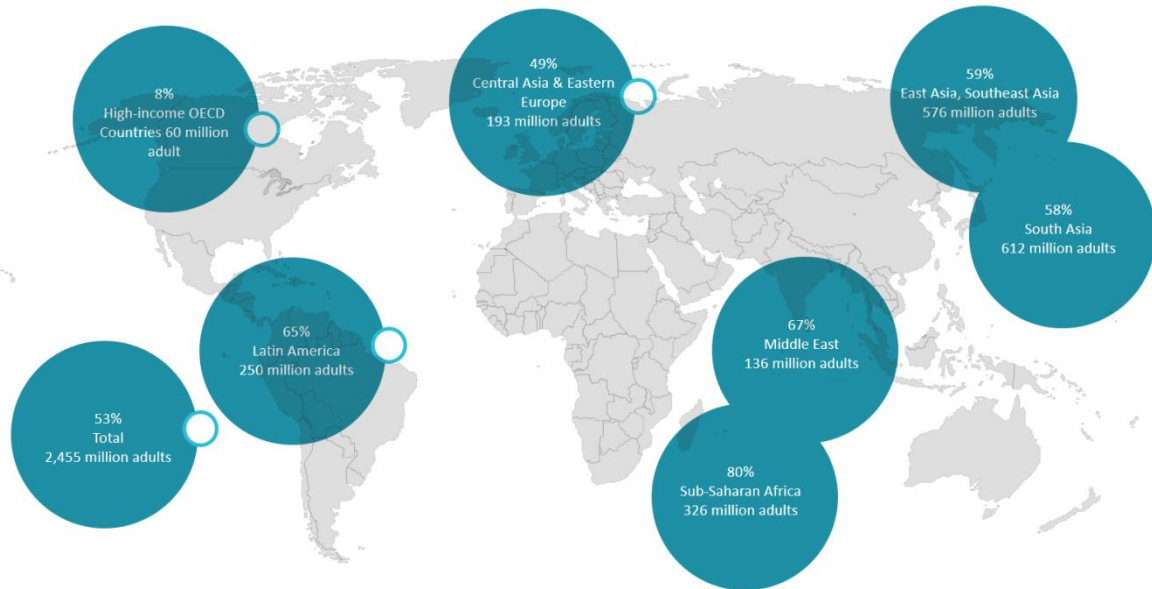 8%
High-income OECD
Countries 60 million
adult
49%
Central Asia & Eastern
Europe
193 million adults
59%
East Asia, Southeast Asia
576 million adults
58%
South Asia
612 million adults
65%
Latin America
250 million adults
67%
Middle East
136 million adults
53%
Total
2,455 million adults
80%
Sub-Saharan Africa
326 million adults